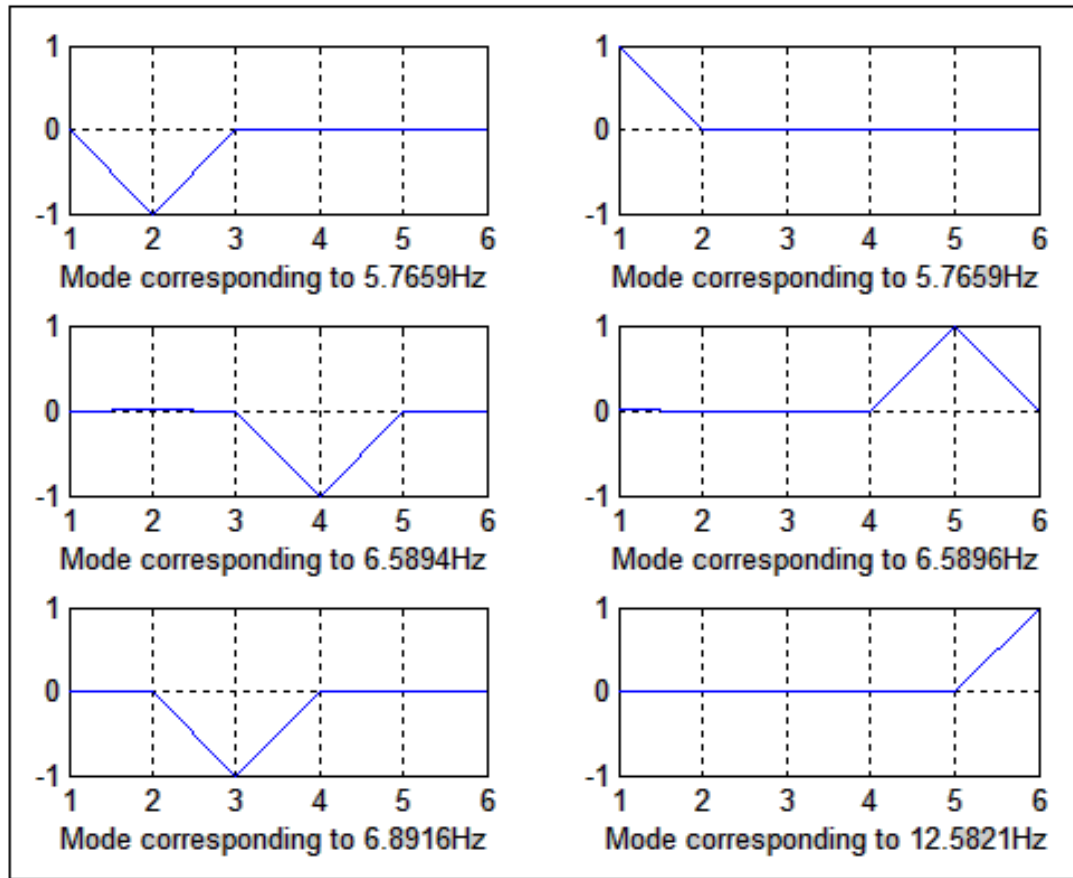 1
0
-1
1 2 3 4 5 6
Mode corresponding to 5.7659Hz
1
0
-1
1 2 3 4 5 6
Mode corresponding to 5.7659Hz
1
0
-1
1 2 3 4 5 6
Mode corresponding to 6.5894Hz
1
0
-1
1 2 3 4 5 6
Mode corresponding to 6.5896Hz
1
0
-1
1 2 3 4 5 6
Mode corresponding to 6.8916Hz
1
0
-1
1 2 3 4 5 6
Mode corresponding to 12.5821Hz